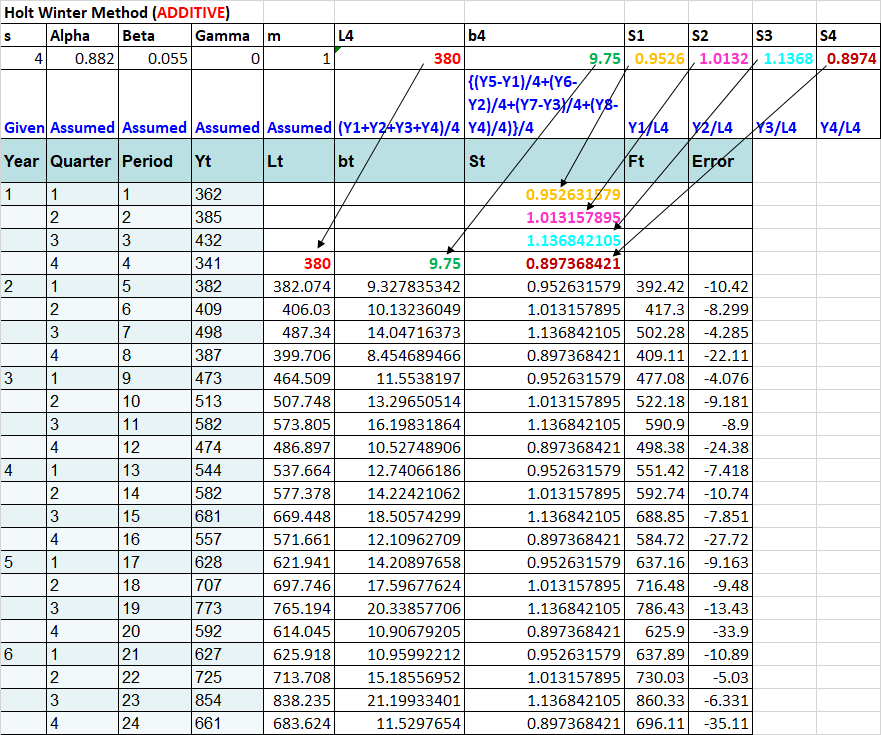 Holt Winter Method (ADDITIVE)
s Alpha Beta Gamma m L4 b4 S1 S2 S3 S4
4 0.882 0.055 0 1 380 9.75 0.9526 1.0132 1.1368 0.8974
Given Assumed Assumed Assumed Assumed (Y1+Y2+Y3+Y4)/4 {(Y5-Y1)/4+(Y6-
Y2)/4+(Y7-Y3)/4+(Y8-
Y4)/4)}/4 Y1/L4 Y2/L4 Y3/L4 Y4/L4
Year Quarter Period Yt Lt bt St Ft Error
1 1 1 362 0.952631579
2 2 385 1.013157895
3 3 432 1.136842105
4 4 341 380 9.75 0.897368421
2 1 5 382 382.074 9.327835342 0.952631579 392.42 -10.42
2 6 409 406.03 10.13236049 1.013157895 417.3 -8.299
3 7 498 487.34 14.04716373 1.136842105 502.28 -4.285
4 8 387 399.706 8.454689466 0.897368421 409.11 -22.11
3 1 9 473 464.509 11.5538197 0.952631579 477.08 -4.076
2 10 513 507.748 13.29650514 1.013157895 522.18 -9.181
3 11 582 573.805 16.19831864 1.136842105 590.9 -8.9
4 12 474 486.897 10.52748906 0.897368421 498.38 -24.38
4 1 13 544 537.664 12.74066186 0.952631579 551.42 -7.418
2 14 582 577.378 14.22421062 1.013157895 592.74 -10.74
3 15 681 669.448 18.50574299 1.136842105 688.85 -7.851
4 16 557 571.661 12.10962709 0.897368421 584.72 -27.72
5 1 17 628 621.941 14.20897658 0.952631579 637.16 -9.163
2 18 707 697.746 17.59677624 1.013157895 716.48 -9.48
3 19 773 765.194 20.33857706 1.136842105 786.43 -13.43
4 20 592 614.045 10.90679205 0.897368421 625.9 -33.9
6 1 21 627 625.918 10.95992212 0.952631579 637.89 -10.89
2 22 725 713.708 15.18556952 1.013157895 730.03 -5.03
3 23 854 838.235 21.19933401 1.136842105 860.33 -6.331
4 24 661 683.624 11.5297654 0.897368421 696.11 -35.11